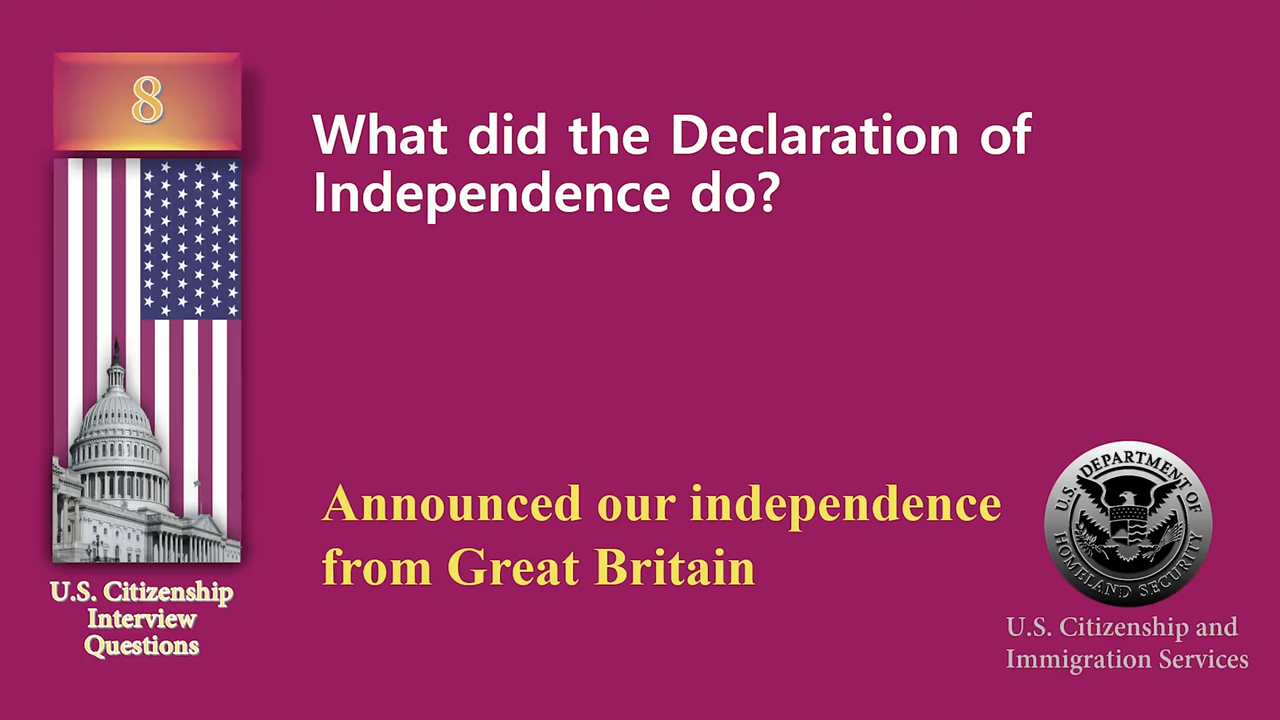 8
What did the Declaration of
Independence do?
Announced our independence
from Great Britain
U.S. Citizenship
Interview
Questions
U.S. DEPARTMENT OF
HOMELAND SECURITY
U.S. Citizenship and
Immigration Services